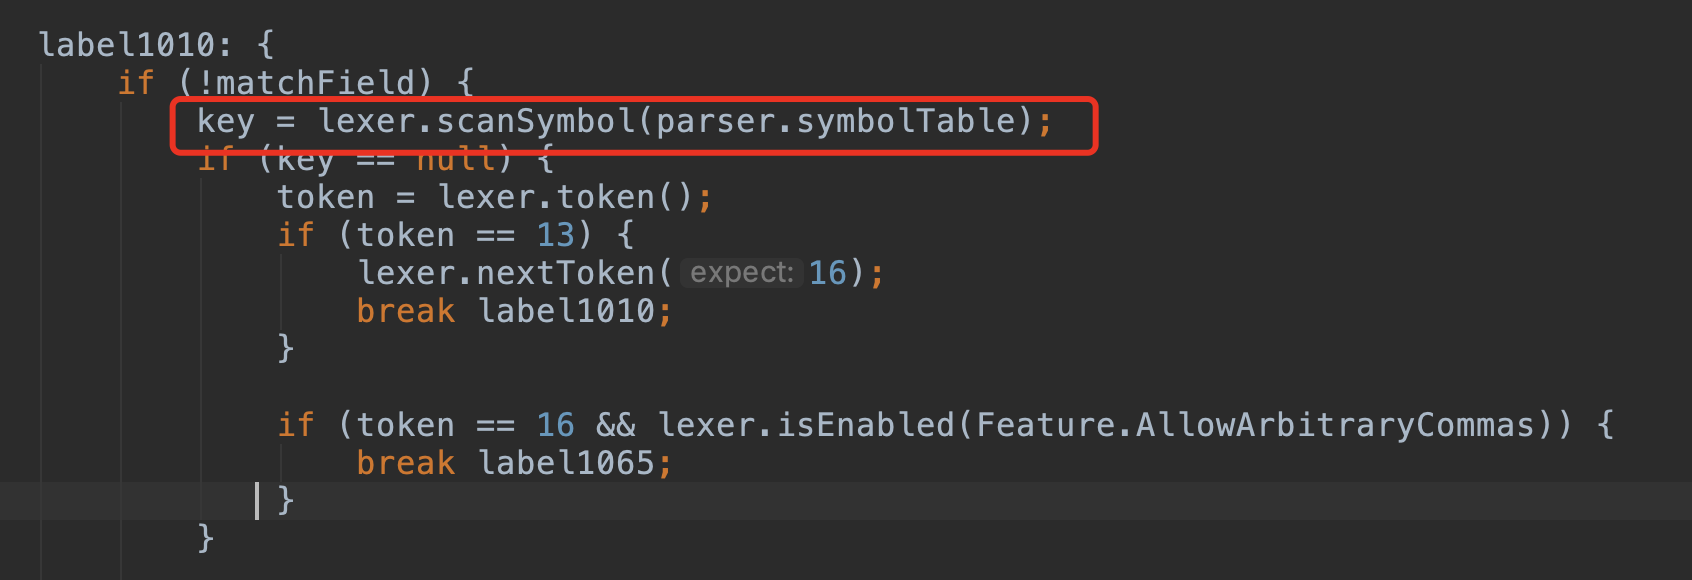 label1010: {
if (!matchField) {
key = lexer.scanSymbol(parser.symbolTable);
if (key == null) {
token = lexer.token();
if (token == 13) {
lexer.nextToken( expect: 16);
break label1010;
}
if (token == 16 && lexer.isEnabled(Feature.AllowArbitraryCommas)) {
break label1065;
}
}